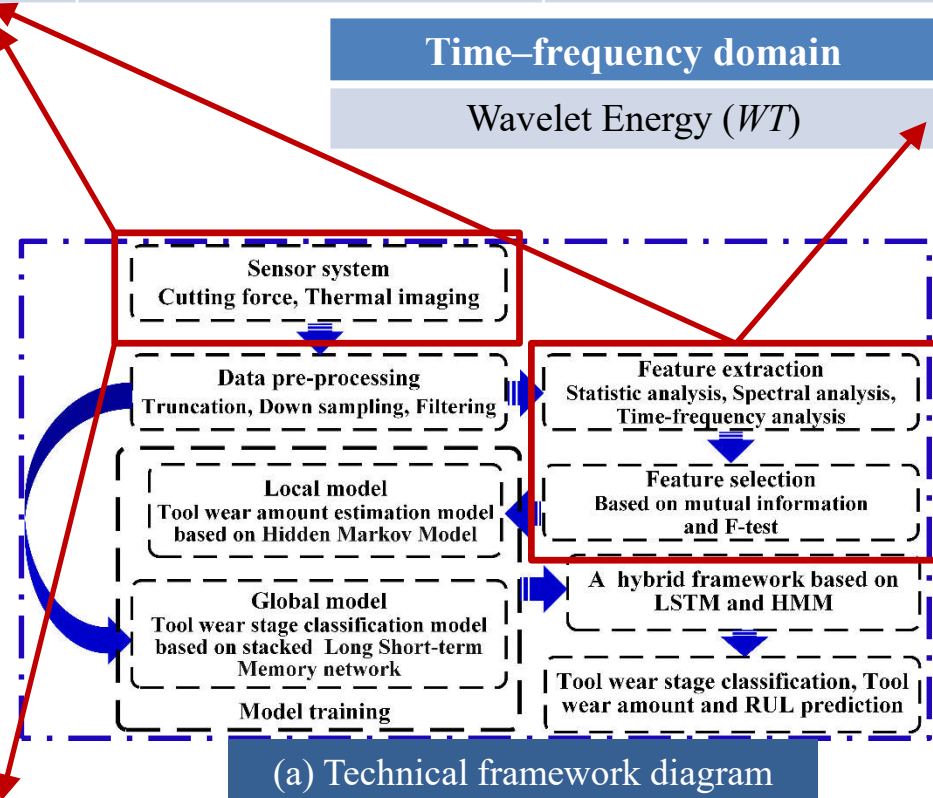 Time–frequency domain
Wavelet Energy (WT)
Sensor system
Cutting force, Thermal imaging
Data pre-processing
Truncation, Down sampling, Filtering
Feature extraction
Statistic analysis, Spectral analysis,
Time-frequency analysis
Local model
Tool wear amount estimation model
based on Hidden Markov Model
Feature selection
Based on mutual information
and F-test
Global model
Tool wear stage classification model
based on stacked Long Short-term
Memory network
Model training
A hybrid framework based on
LSTM and HMM
Tool wear stage classification, Tool
wear amount and RUL prediction
(a) Technical framework diagram